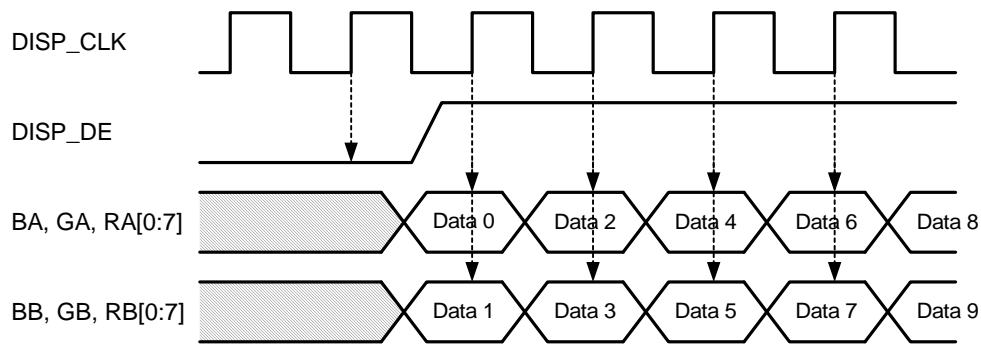 DISP_CLK
DISP_DE
BA, GA, RA[0:7] Data 0 Data 2 Data 4 Data 6 Data 8
BB, GB, RB[0:7] Data 1 Data 3 Data 5 Data 7 Data 9